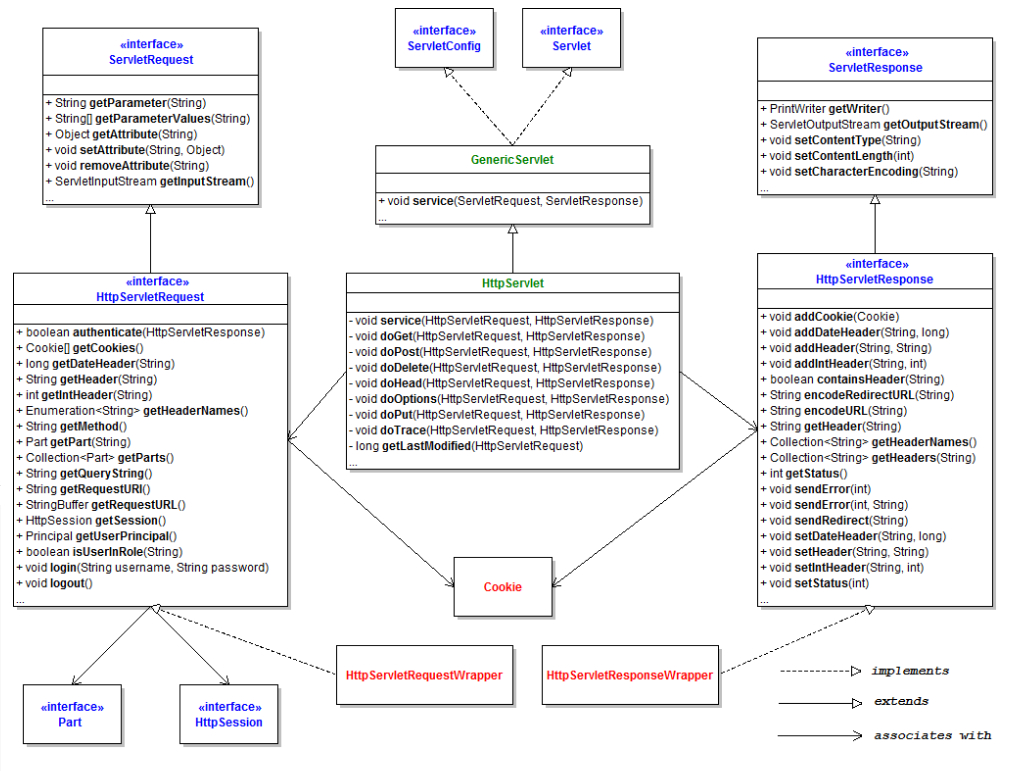 «interface»
ServletRequest
+ String getParameter(String)
+ String[] getParameterValues(String)
+ Object getAttribute(String)
+ void setAttribute(String, Object)
+ void removeAttribute(String)
+ ServletInputStream getInputStream()
...
«interface»
ServletConfig
«interface»
Servlet
GenericServlet
+ void service(ServletRequest, ServletResponse)
...
«interface»
ServletResponse
+ PrintWriter getWriter()
+ ServletOutputStream getOutputStream()
+ void setContentType(String)
+ void setContentLength(int)
+ void setCharacterEncoding(String)
...
«interface»
HttpServletRequest
+ boolean authenticate(HttpServletResponse)
+ Cookie[] getCookies()
+ long getDateHeader(String)
+ String getHeader(String)
+ int getIntHeader(String)
+ Enumeration<String> getHeaderNames()
+ String getMethod()
+ Part getPart(String)
+ Collection<Part> getParts()
+ String getQueryString()
+ String getRequestURI()
+ StringBuffer getRequestURL()
+ HttpSession getSession()
+ Principal getUserPrincipal()
+ boolean isUserInRole(String)
+ void login(String username, String password)
+ void logout()
...
HttpServlet
- void service(HttpServletRequest, HttpServletResponse)
- void doGet(HttpServletRequest, HttpServletResponse)
- void doPost(HttpServletRequest, HttpServletResponse)
- void doDelete(HttpServletRequest, HttpServletResponse)
- void doHead(HttpServletRequest, HttpServletResponse)
- void doOptions(HttpServletRequest, HttpServletResponse)
- void doPut(HttpServletRequest, HttpServletResponse)
- void doTrace(HttpServletRequest, HttpServletResponse)
- long getLastModified(HttpServletRequest)
...
«interface»
HttpServletResponse
+ void addCookie(Cookie)
+ void addDateHeader(String, long)
+ void addHeader(String, String)
+ void addIntHeader(String, int)
+ boolean containsHeader(String)
+ String encodeRedirectURL(String)
+ String encodeURL(String)
+ String getHeader(String)
+ Collection<String> getHeaderNames()
+ Collection<String> getHeaders(String)
+ int getStatus()
+ void sendError(int)
+ void sendError(int, String)
+ void sendRedirect(String)
+ void setDateHeader(String, long)
+ void setHeader(String, String)
+ void setIntHeader(String, int)
+ void setStatus(int)
...
Cookie
HttpServletRequestWrapper
HttpServletResponseWrapper
«interface»
Part
«interface»
HttpSession
implements
extends
associates with